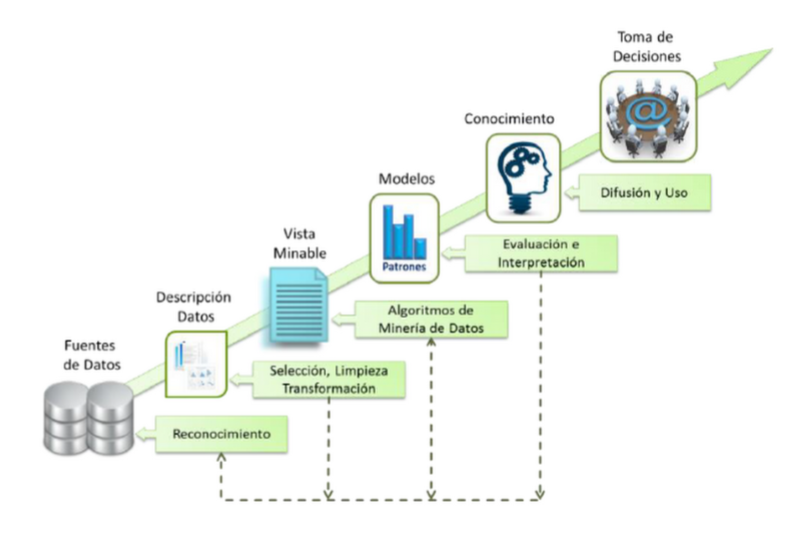 Toma de
Decisiones
@
Conocimiento
Difusión y Uso
Modelos
Patrones
Evaluación e
Interpretación
Vista
Minable
Algoritmos de
Minería de Datos
Descripción
Datos
Selección, Limpieza
Transformación
Fuentes
de Datos
Reconocimiento